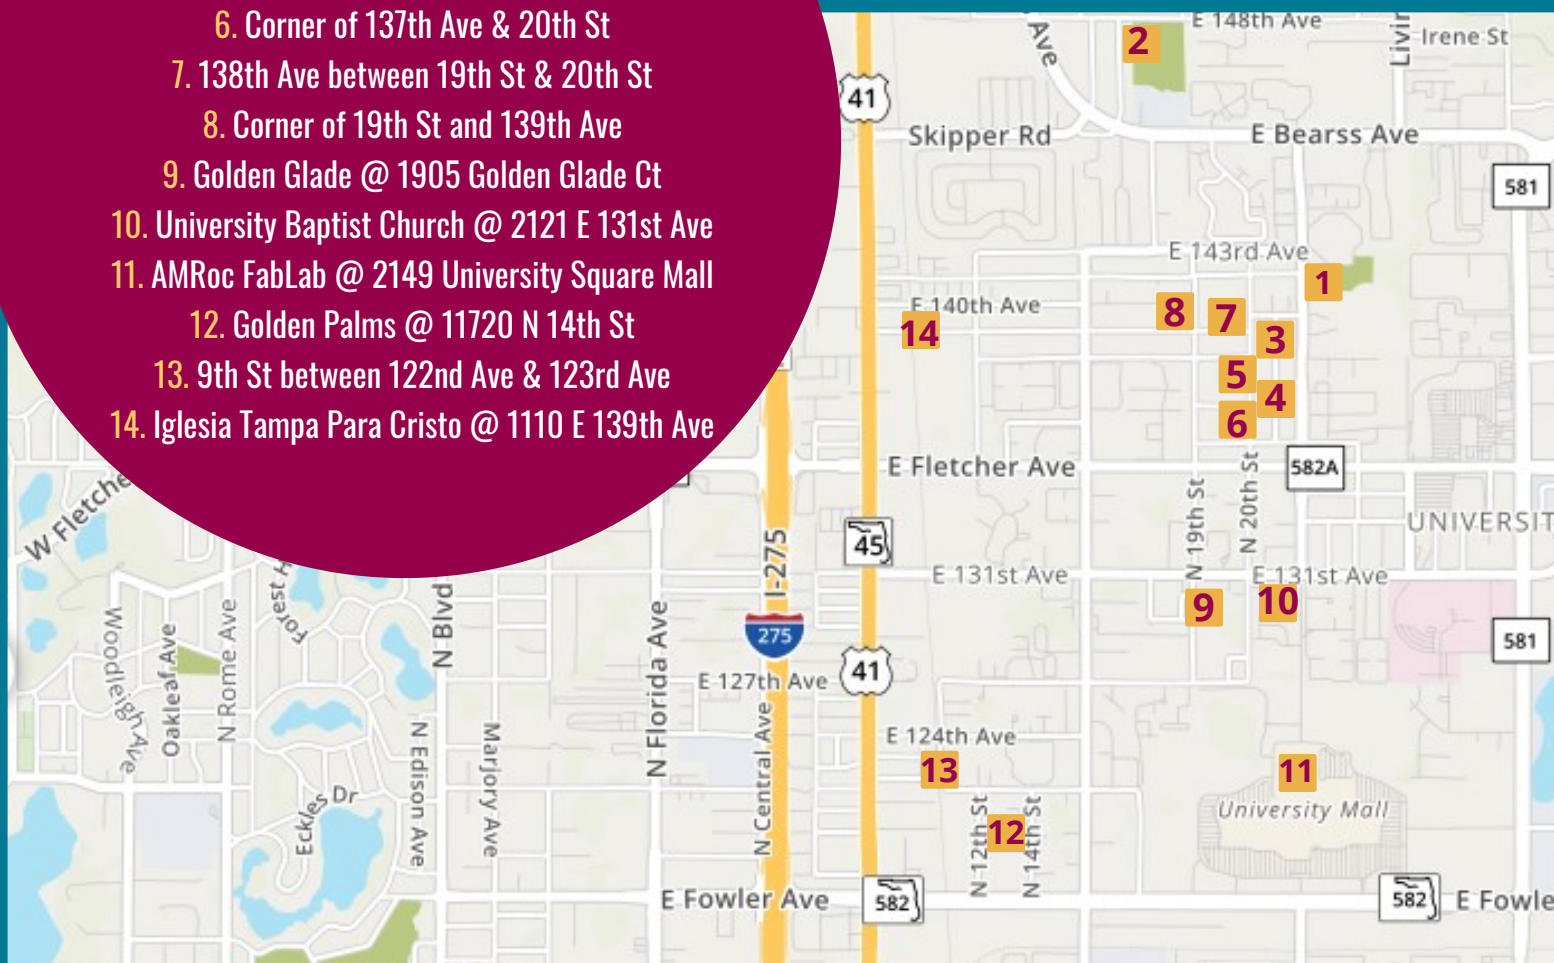 6. Corner of 137th Ave & 20th St
7. 138th Ave between 19th St & 20th St
8. Corner of 19th St and 139th Ave
9. Golden Glade @ 1905 Golden Glade Ct
10. University Baptist Church @ 2121 E 131st Ave
11. AMRoc FabLab @ 2149 University Square Mall
12. Golden Palms @ 11720 N 14th St
13. 9th St between 122nd Ave & 123rd Ave
14. Iglesia Tampa Para Cristo @ 1110 E 139th Ave
Ave
2
E 148th Ave
Irene St
41
Skipper Rd
E Bearss Ave
581
E 143rd Ave
1
E 140th Ave
8
7
14
3
5
4
6
E Fletcher Ave
582A
W Fletche
N 19th St
N 20th St
UNIVERSIT
45
I-275
E 131st Ave
E 131st Ave
9
10
N Blvd
Woodleigh Ave
Oakleaf Ave
N Rome Ave
Forest H
N Florida Ave
275
581
41
E 127th Ave
N Edison Ave
Marjory Ave
N Central Ave
E 124th Ave
13
11
University Mall
Eckles Dr
N 12th St
12
N 14th St
E Fowler Ave
582
582
E Fowle